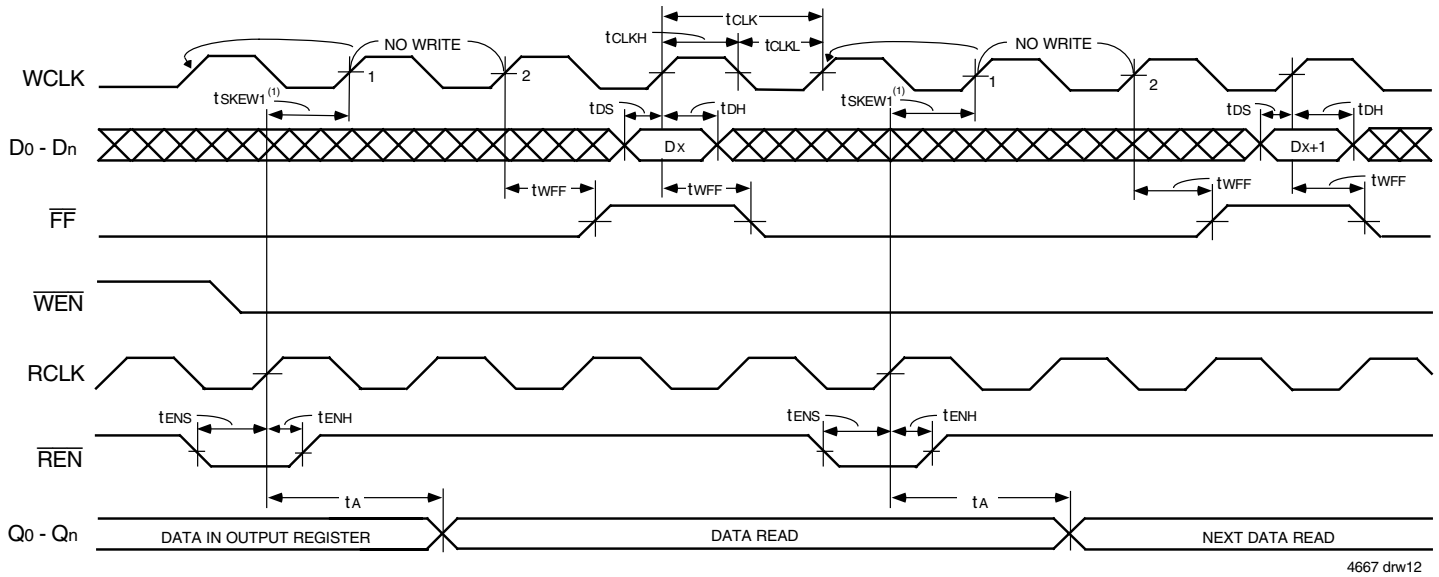 tCLK
tCLKH
tCLKL
NO WRITE
NO WRITE
WCLK
1
2
1
2
tSKEW1(1)
tDS
tDH
tSKEW1(1)
tDS
tDH
D0 - Dn
Dx
Dx+1
tWFF
tWFF
tWFF
tWFF
FF
WEN
RCLK
tENS
tENH
tENS
tENH
REN
tA
tA
Q0 - Qn
DATA IN OUTPUT REGISTER
DATA READ
NEXT DATA READ
4667 drw12